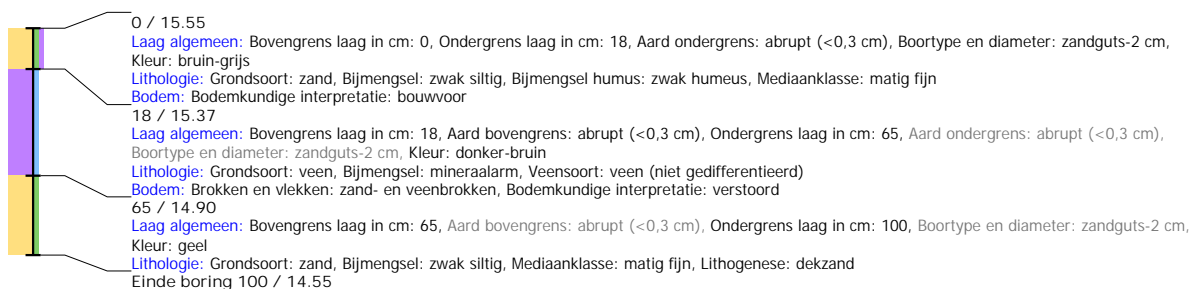 0 / 15.55
Laag algemeen: Bovengrens laag in cm: 0, Ondergrens laag in cm: 18, Aard ondergrens: abrupt (<0,3 cm), Boortype en diameter: zandguts-2 cm,
Kleur: bruin-grijs
Lithologie: Grondsoort: zand, Bijmengsel: zwak siltig, Bijmengsel humus: zwak humeus, Mediaanklasse: matig fijn
Bodem: Bodemkundige interpretatie: bouwvoor
18 / 15.37
Laag algemeen: Bovengrens laag in cm: 18, Aard bovengrens: abrupt (<0,3 cm), Ondergrens laag in cm: 65, Aard ondergrens: abrupt (<0,3 cm),
Boortype en diameter: zandguts-2 cm, Kleur: donker-bruin
Lithologie: Grondsoort: veen, Bijmengsel: mineraalarm, Veensoort: veen (niet gedifferentieerd)
Bodem: Brokken en vlekken: zand- en veenbrokken, Bodemkundige interpretatie: verstoord
65 / 14.90
Laag algemeen: Bovengrens laag in cm: 65, Aard bovengrens: abrupt (<0,3 cm), Ondergrens laag in cm: 100, Boortype en diameter: zandguts-2 cm,
Kleur: geel
Lithologie: Grondsoort: zand, Bijmengsel: zwak siltig, Mediaanklasse: matig fijn, Lithogenese: dekzand
Einde boring 100 / 14.55